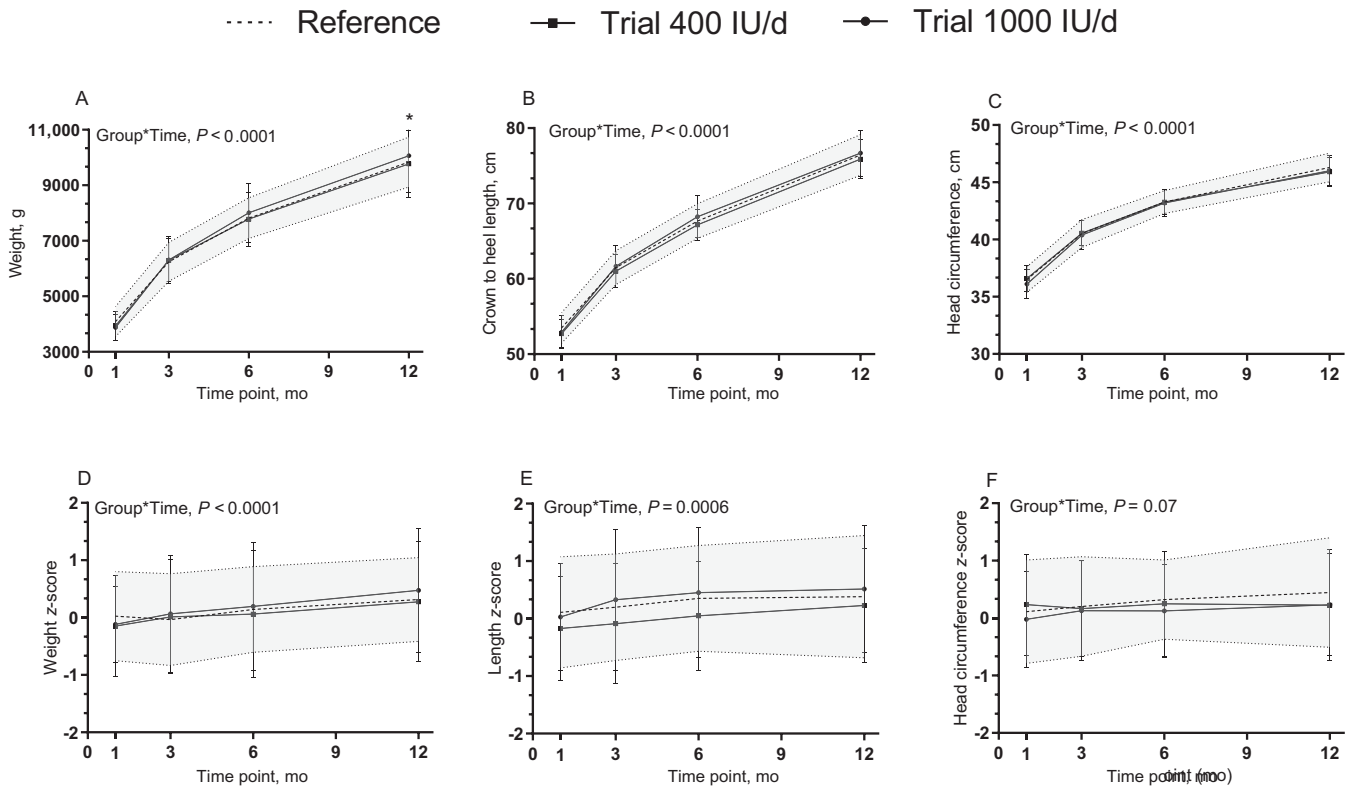 Reference Trial 400 IU/d Trial 1000 IU/d
A
Group*Time, P < 0.0001
*
Weight, g
11,000
9000
7000
5000
3000
0 1 3 6 9 12
Time point, mo
B
Group*Time, P < 0.0001
Crown to heel length, cm
80
70
60
50
0 1 3 6 9 12
Time point, mo
C
Group*Time, P < 0.0001
Head circumference, cm
50
45
40
35
30
0 1 3 6 9 12
Time point, mo
D
Group*Time, P < 0.0001
Weight z-score
2
1
0
-1
-2
0 1 3 6 9 12
Time point, mo
E
Group*Time, P = 0.0006
Length z-score
2
1
0
-1
-2
0 1 3 6 9 12
Time point, mo
F
Group*Time, P = 0.07
Head circumference z-score
2
1
0
-1
-2
0 1 3 6 9 12
Time point, mo
oint (mo)